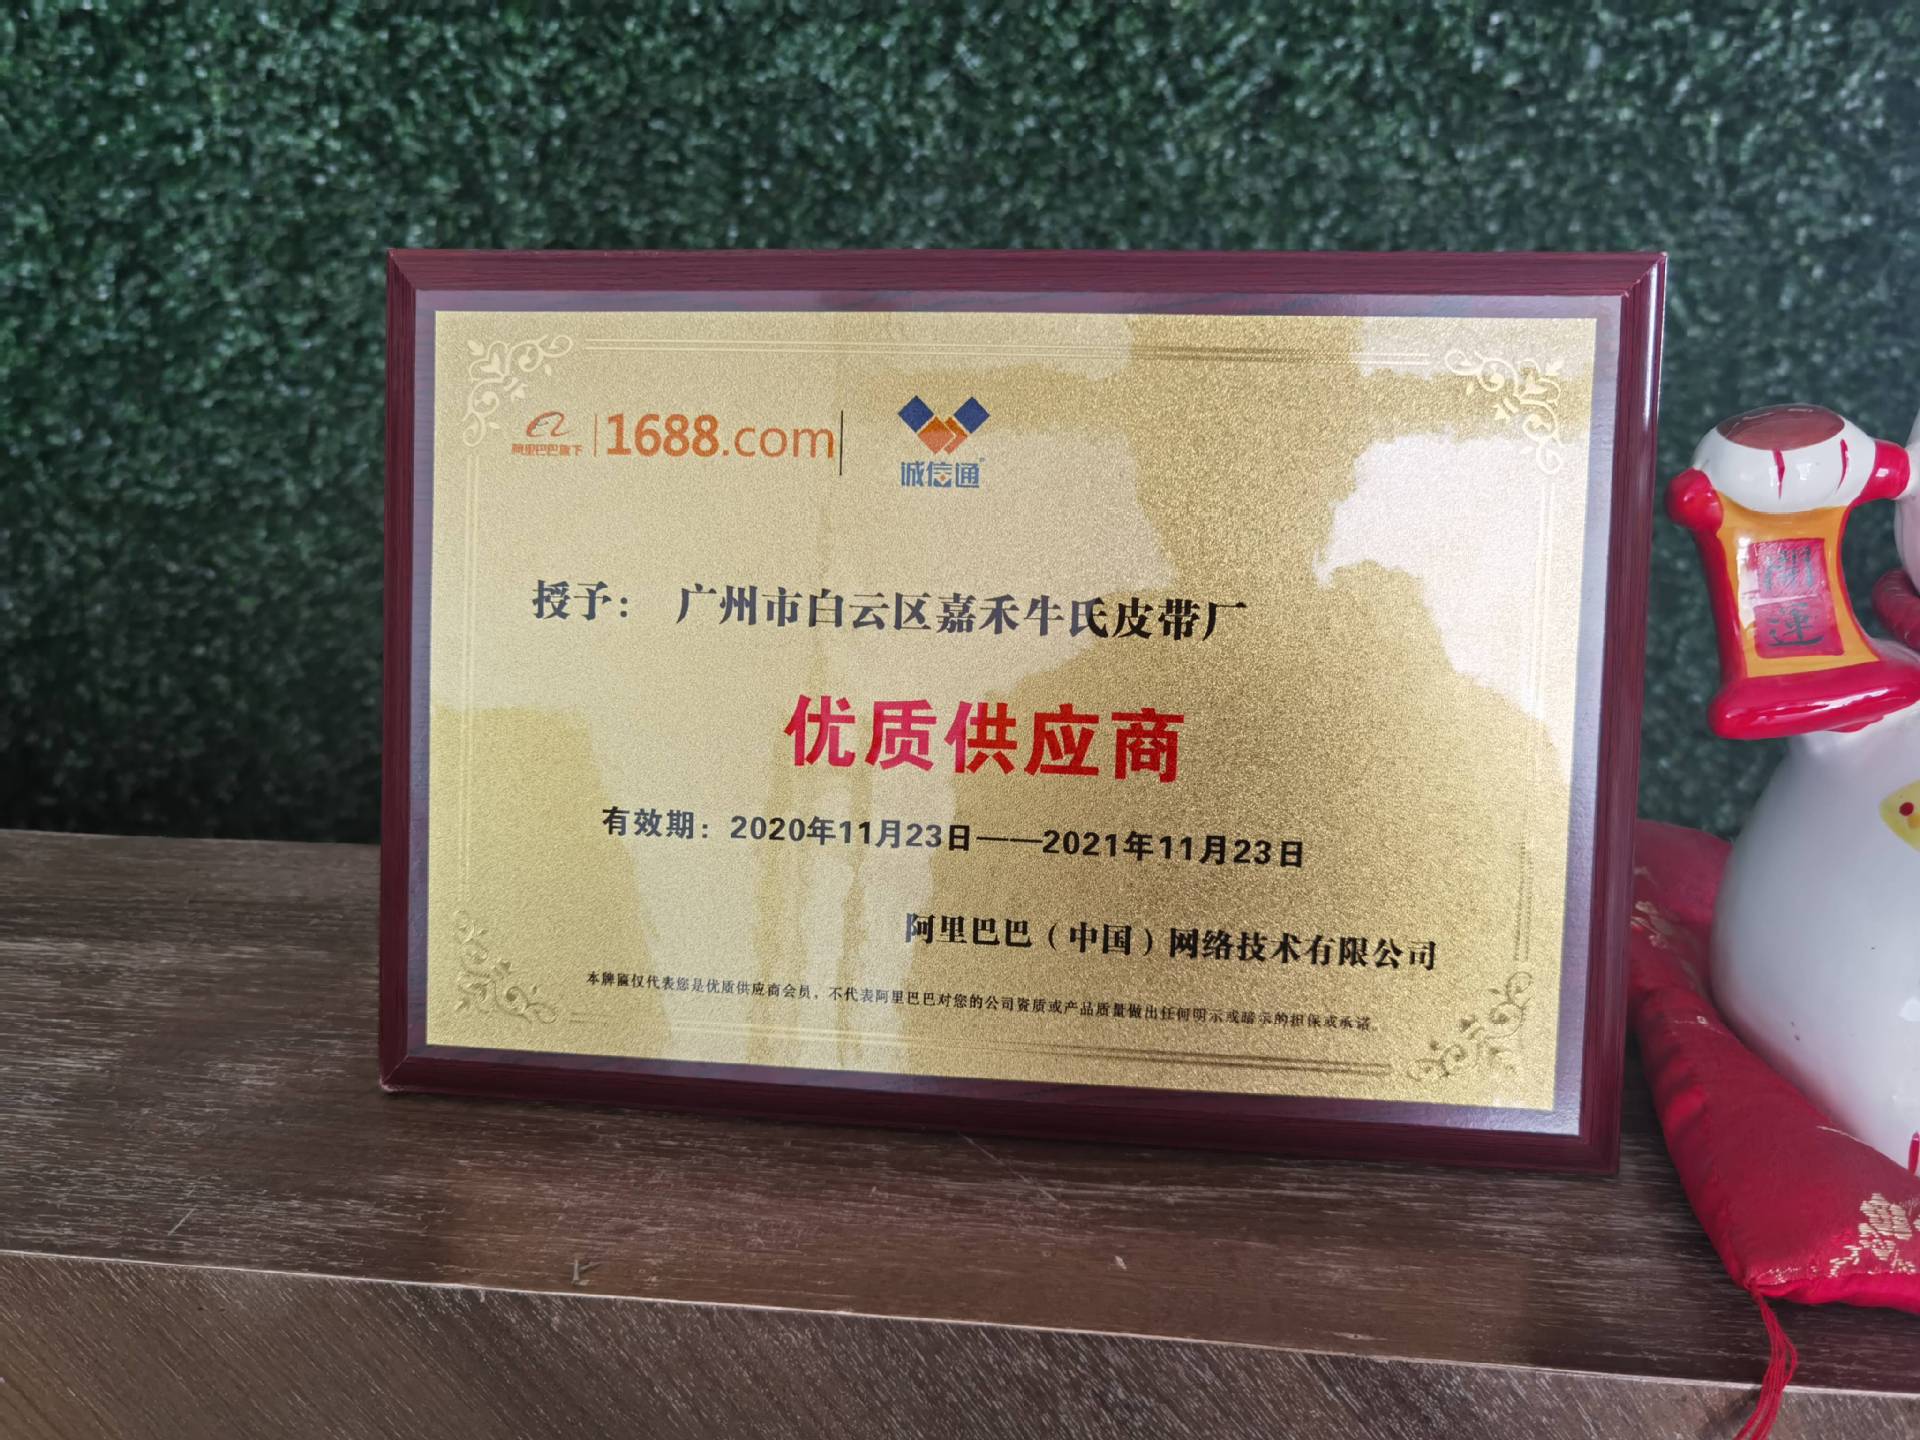 阿里巴巴旗下 1688.com 诚信通
授予： 广州市白云区嘉禾牛氏皮带厂
优质供应商
有效期：2020年11月23日——2021年11月23日
阿里巴巴（中国）网络技术有限公司
本牌匾仅代表您是优质供应商会员，不代表阿里巴巴对您的公司资质或产品质量做出任何明示或暗示的担保或承诺。
開運